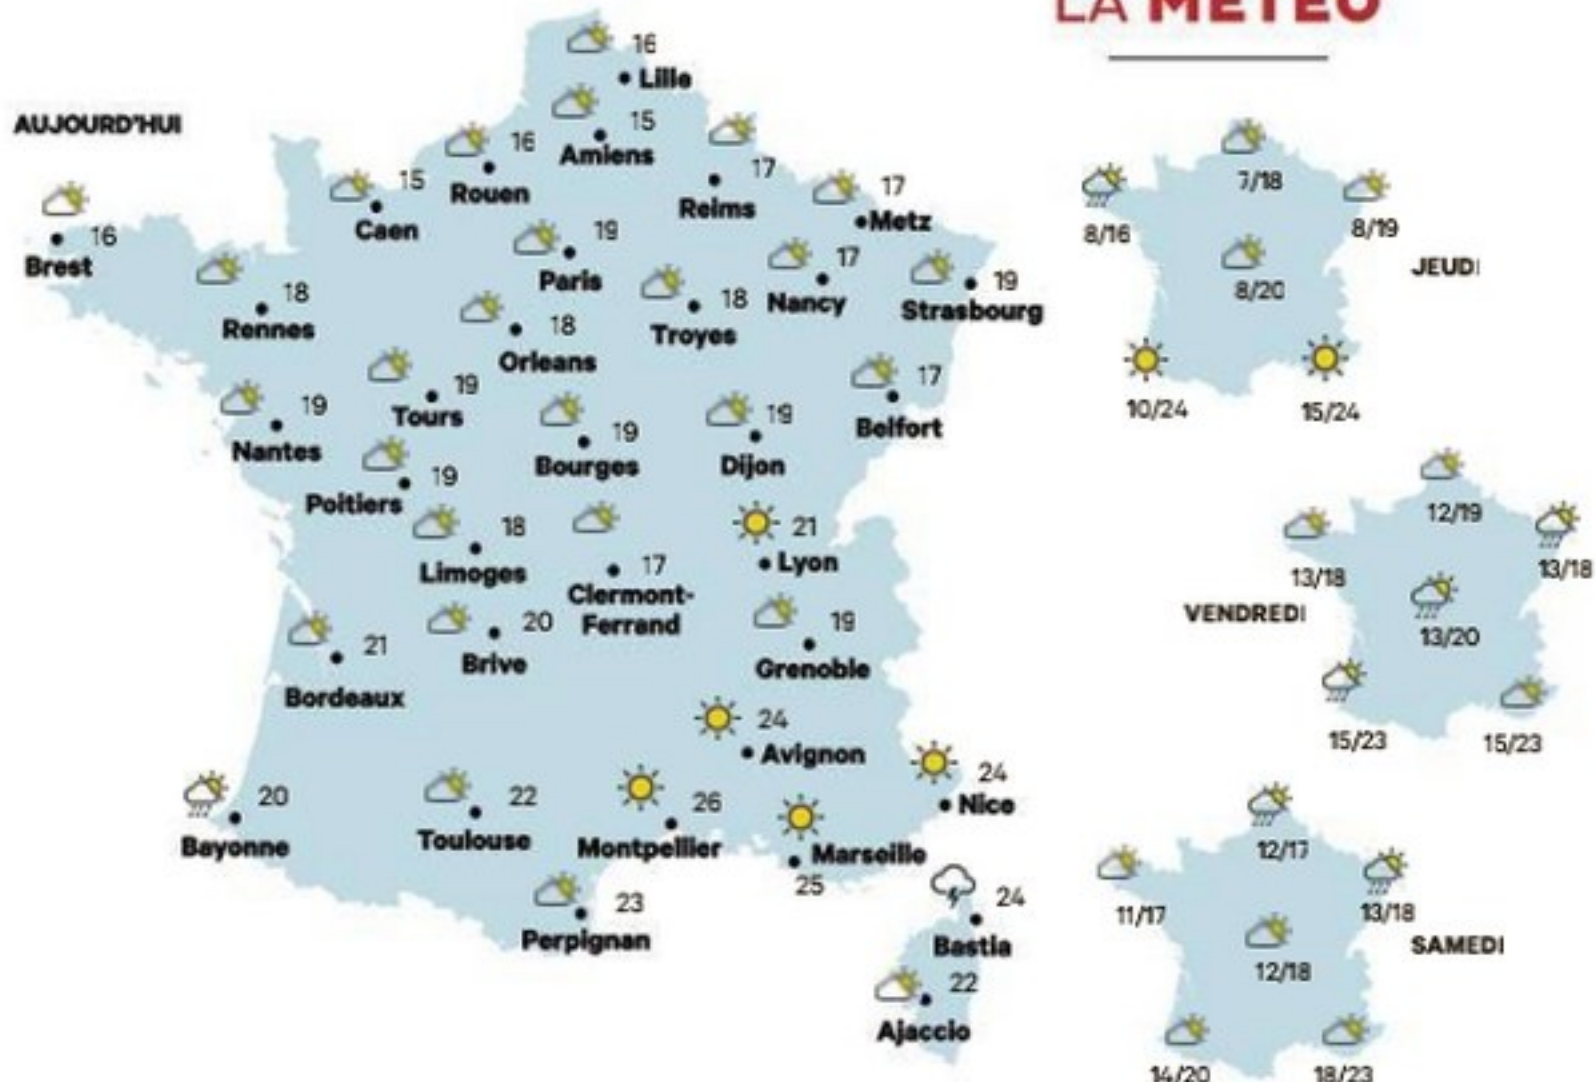 LA MÉTÉO
AUJOURD'HUI
16
Lille
15
Amiens
16
Rouen
15
Caen
17
Reims
17
Metz
16
Brest
19
Paris
17
Nancy
19
Strasbourg
18
Rennes
18
Orleans
18
Troyes
19
Tours
17
Belfort
19
Nantes
19
Bourges
19
Dijon
19
Poitiers
18
Limoges
17
Clermont-
Ferrand
21
Lyon
21
Bordeaux
20
Brive
19
Grenoble
24
Avignon
24
Nice
20
Bayonne
22
Toulouse
26
Montpellier
Marseille
25
23
Perpignan
24
Bastia
22
Ajaccio
7/18
8/16
8/19
8/20
10/24
15/24
JEUDI
12/19
13/18
13/18
13/20
15/23
15/23
VENDREDI
12/17
11/17
13/18
12/18
14/20
18/23
SAMEDI